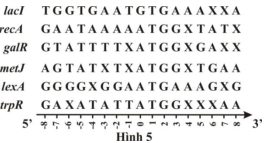 lacI T G G T G A A T G T G A A A X X A
recA G A A T A A A A A T G G X T A T X
galR G T A T T T T X A T G G X G A X X
metJ A G T A T X T X A T G G X T G A A
lexA G G G G X G G A A T G A A A G X G
trpR G A X A T A T T A T G G X X X A G
5' -8 -7 -6 -5 -4 -3 -2 -1 0 1 2 3 4 5 6 7 8 3'
Hình 5